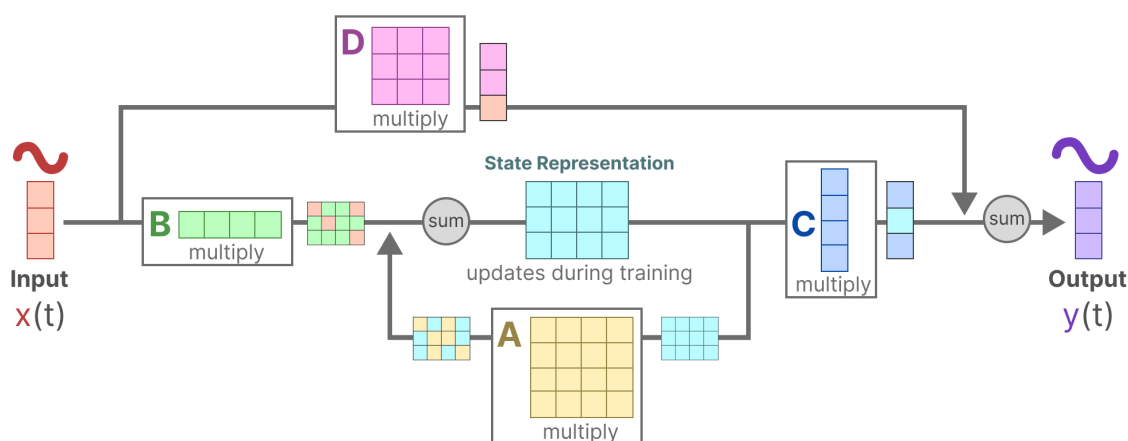 D
multiply
State Representation
B
multiply
sum
C
multiply
sum
updates during training
Input
x(t)
Output
y(t)
A
multiply